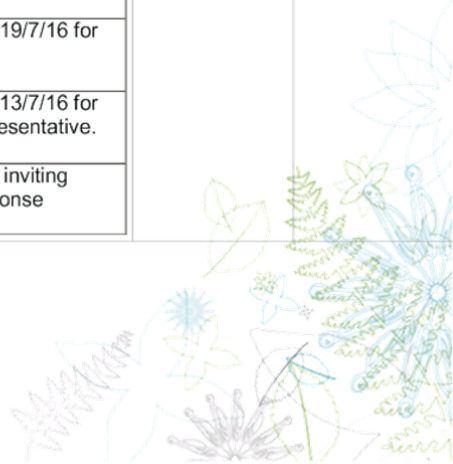 19/7/16 for
13/7/16 for
esentative.
inviting
onse